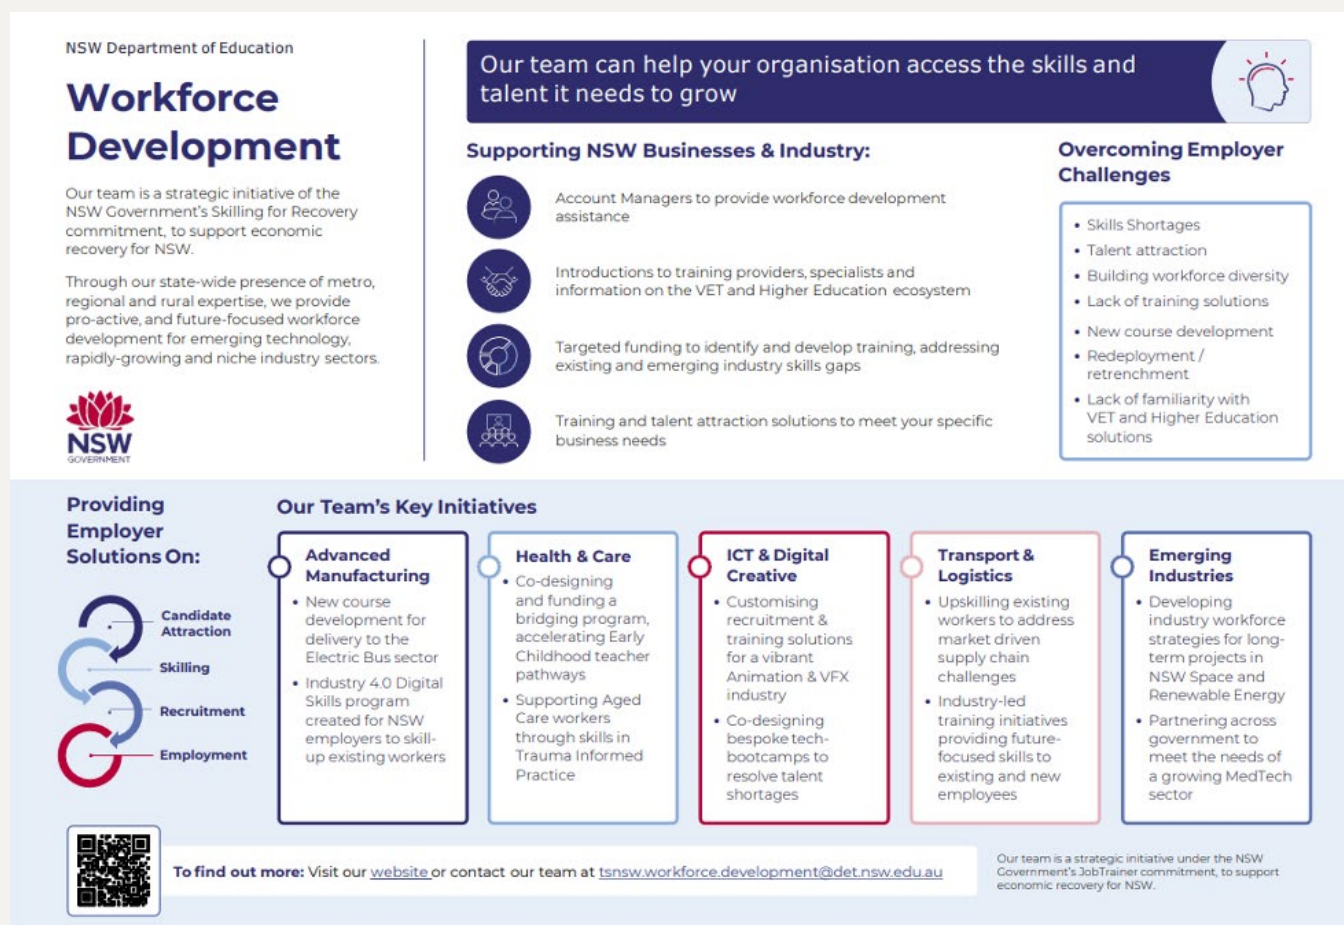 NSW Department of Education
Workforce
Development
Our team is a strategic initiative of the
NSW Government's Skilling for Recovery
commitment, to support economic
recovery for NSW.
Through our state-wide presence of metro,
regional and rural expertise, we provide
pro-active, and future-focused workforce
development for emerging technology,
rapidly-growing and niche industry sectors.
NSW
GOVERNMENT
Our team can help your organisation access the skills and
talent it needs to grow
Supporting NSW Businesses & Industry:
Account Managers to provide workforce development
assistance
Introductions to training providers, specialists and
information on the VET and Higher Education ecosystem
Targeted funding to identify and develop training, addressing
existing and emerging industry skills gaps
Training and talent attraction solutions to meet your specific
business needs
Overcoming Employer
Challenges
• Skills Shortages
• Talent attraction
• Building workforce diversity
• Lack of training solutions
• New course development
• Redeployment /
retrenchment
• Lack of familiarity with
VET and Higher Education
solutions
Providing
Employer
Solutions On:
Candidate
Attraction
Skilling
Recruitment
Employment
Our Team's Key Initiatives
Advanced
Manufacturing
• New course
development for
delivery to the
Electric Bus sector
• Industry 4.0 Digital
Skills program
created for NSW
employers to skill-
up existing workers
Health & Care
• Co-designing
and funding a
bridging program,
accelerating Early
Childhood teacher
pathways
• Supporting Aged
Care workers
through skills in
Trauma Informed
Practice
ICT & Digital
Creative
• Customising
recruitment &
training solutions
for a vibrant
Animation & VFX
industry
• Co-designing
bespoke tech-
bootcamps to
resolve talent
shortages
Transport &
Logistics
• Upskilling existing
workers to address
market driven
supply chain
challenges
• Industry-led
training initiatives
providing future-
focused skills to
existing and new
employees
Emerging
Industries
• Developing
industry workforce
strategies for long-
term projects in
NSW Space and
Renewable Energy
• Partnering across
government to
meet the needs of
a growing MedTech
sector
To find out more: Visit our website or contact our team at tsnsw.workforce.development@det.nsw.edu.au
Our team is a strategic initiative under the NSW
Government's JobTrainer commitment, to support
economic recovery for NSW.